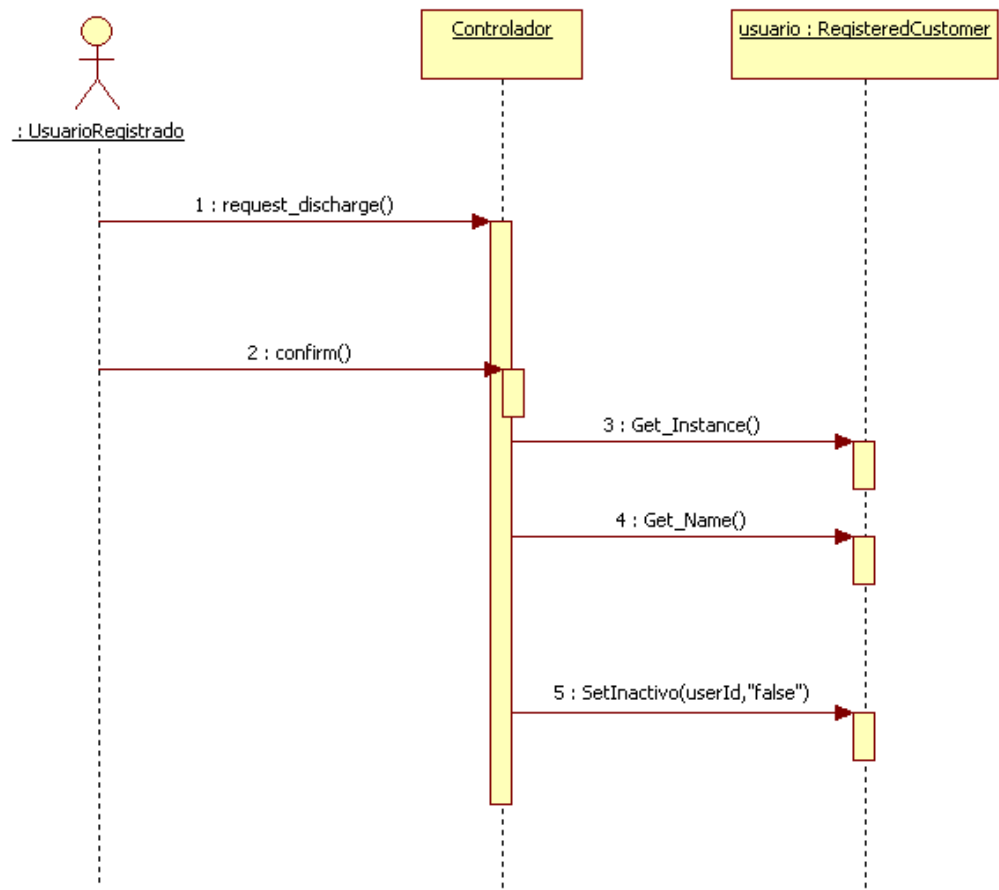 Controlador
usuario : RegisteredCustomer
: UsuarioRegistrado
1 : request_discharge()
2 : confirm()
3 : Get_Instance()
4 : Get_Name()
5 : SetInactivo(userId,"false")